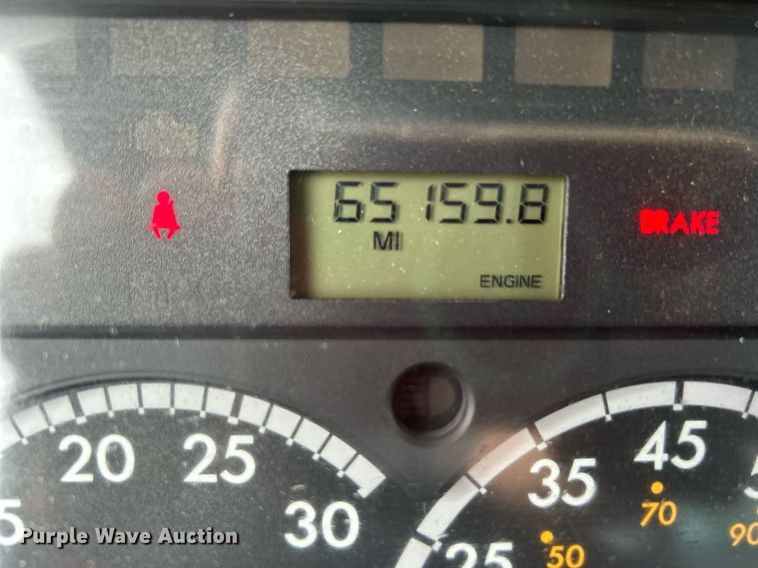 65159.8
MI
BRAKE
ENGINE
20 25 30
25 35 45
50 70 90
Purple Wave Auction